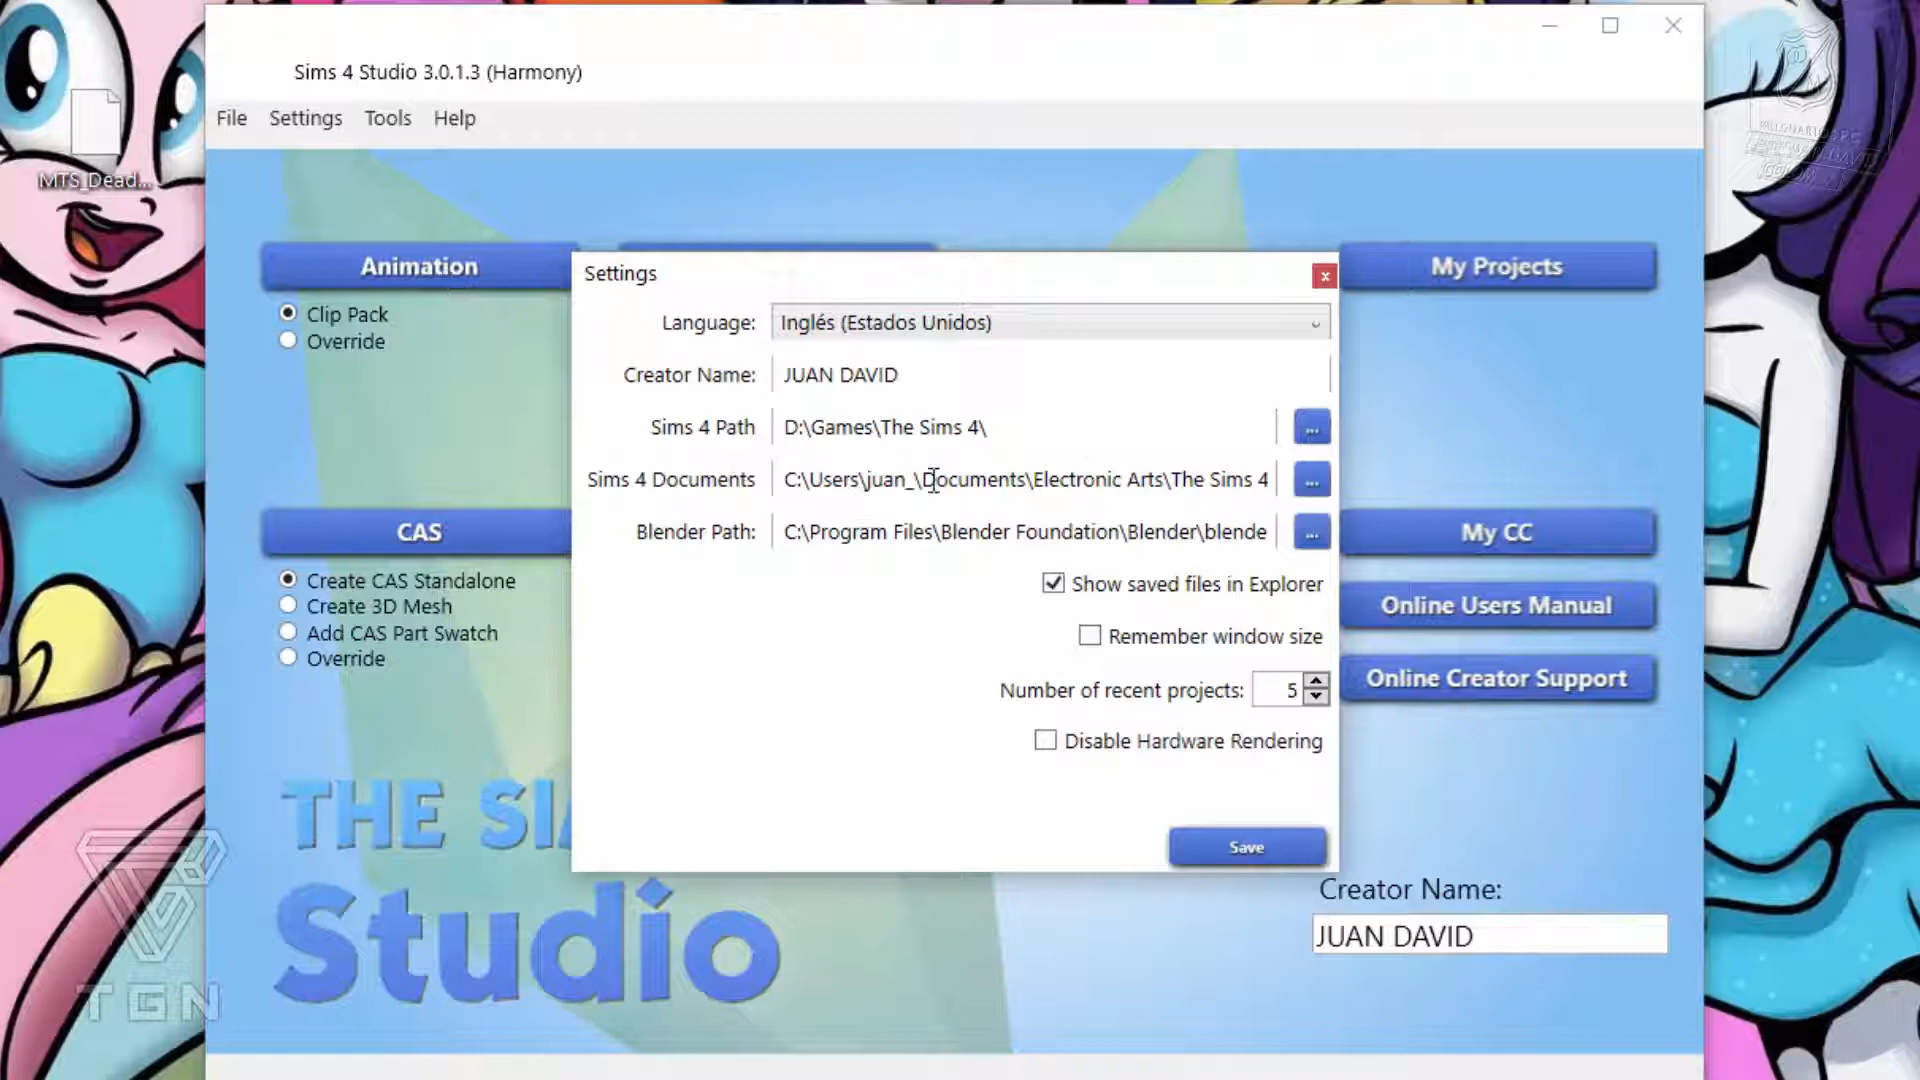 Sims 4 Studio 3.0.1.3 (Harmony)
File Settings Tools Help
MTS_Dead...
Animation
My Projects
Clip Pack
Override
Settings
Language: Inglés (Estados Unidos)
Creator Name: JUAN DAVID
Sims 4 Path D:\Games\The Sims 4\ ...
Sims 4 Documents C:\Users\juan_\Documents\Electronic Arts\The Sims 4 ...
Blender Path: C:\Program Files\Blender Foundation\Blender\blende ...
Show saved files in Explorer
Remember window size
Number of recent projects: 5
Disable Hardware Rendering
Save
CAS
My CC
Create CAS Standalone
Create 3D Mesh
Add CAS Part Swatch
Override
Online Users Manual
Online Creator Support
THE SI
Studio
Creator Name:
JUAN DAVID
TGN